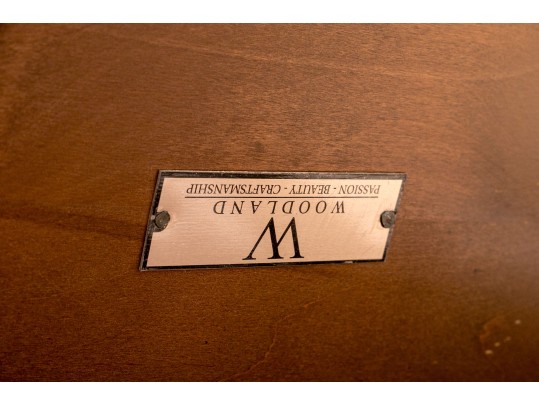 W
WOODLAND
PASSION - BEAUTY - CRAFTSMANSHIP